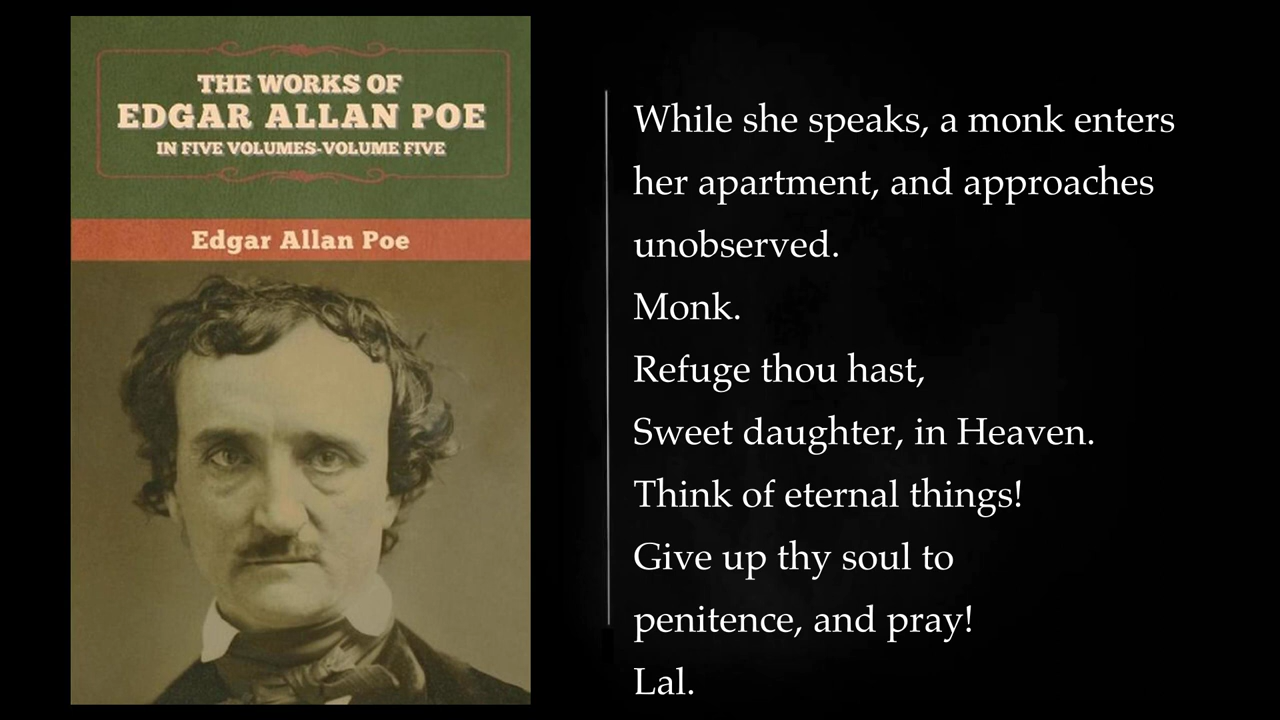 THE WORKS OF
EDGAR ALLAN POE
IN FIVE VOLUMES-VOLUME FIVE
Edgar Allan Poe
While she speaks, a monk enters
her apartment, and approaches
unobserved.
Monk.
Refuge thou hast,
Sweet daughter, in Heaven.
Think of eternal things!
Give up thy soul to
penitence, and pray!
Lal.